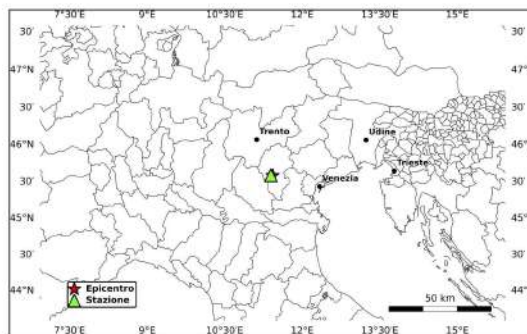 7°30'E 9°E 10°30'E 12°E 13°30'E 15°E
30' 30'
47°N 47°N
30' 30'
Trento Udine
46°N 46°N
Trieste
30' 30'
Venezia
45°N 45°N
30' 30'
Epicentro
44°N 44°N
Stazione
50 km
7°30'E 9°E 10°30'E 12°E 13°30'E 15°E